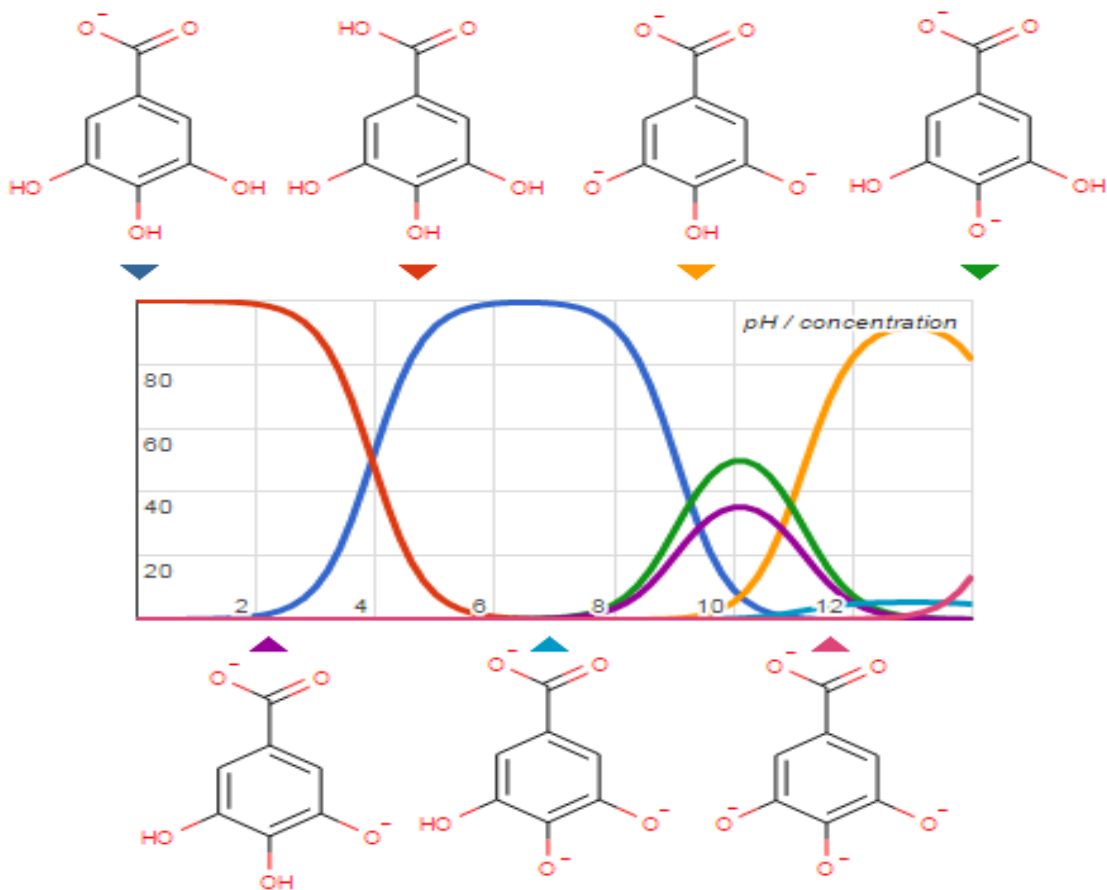 O⁻ O HO O O⁻ O O⁻ O
HO OH HO OH O⁻ O⁻ HO OH
OH OH OH O⁻
pH / concentration
80
60
40
20
2 4 6 8 10 12
O⁻ O O⁻ O O⁻ O
HO O⁻ HO O⁻ O⁻ O⁻
OH O⁻ O⁻